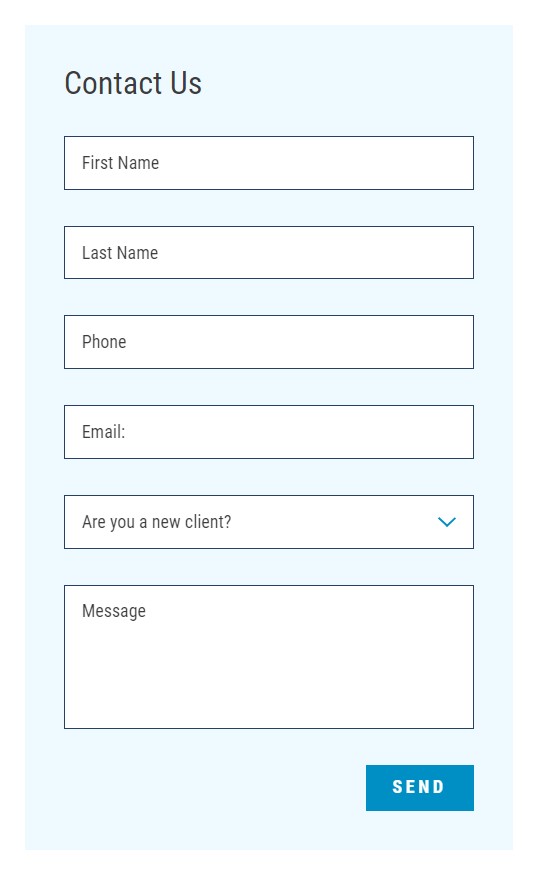 Contact Us
First Name
Last Name
Phone
Email:
Are you a new client?
Message
SEND